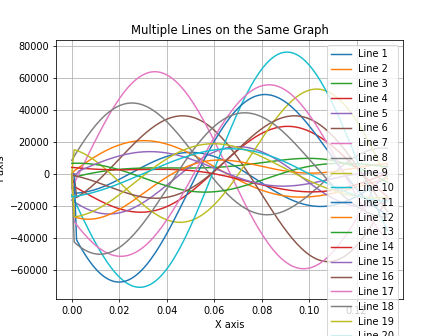 Multiple Lines on the Same Graph
80000
60000
40000
20000
0
−20000
−40000
−60000
0.00
0.02
0.04
0.06
0.08
0.10
X axis
Line 1
Line 2
Line 3
Line 4
Line 5
Line 6
Line 7
Line 8
Line 9
Line 10
Line 11
Line 12
Line 13
Line 14
Line 15
Line 16
Line 17
Line 18
Line 19
Line 20